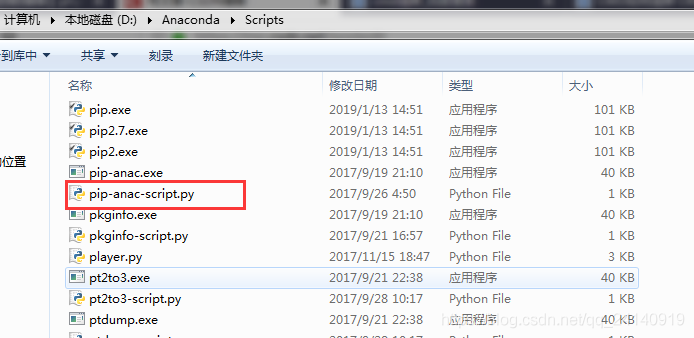 计算机 ▸ 本地磁盘 (D:) ▸ Anaconda ▸ Scripts
到库中 共享 刻录 新建文件夹
名称 修改日期 类型 大小
pip.exe 2019/1/13 14:51 应用程序 101 KB
pip2.7.exe 2019/1/13 14:51 应用程序 101 KB
pip2.exe 2019/1/13 14:51 应用程序 101 KB
的位置
pip-anac.exe 2017/9/19 21:10 应用程序 40 KB
pip-anac-script.py 2017/9/26 4:50 Python File 1 KB
pkginfo.exe 2017/9/19 21:10 应用程序 40 KB
pkginfo-script.py 2017/9/21 16:57 Python File 1 KB
player.py 2017/11/15 18:47 Python File 3 KB
pt2to3.exe 2017/9/21 22:38 应用程序 40 KB
pt2to3-script.py 2017/9/28 10:17 Python File 1 KB
ptdump.exe 2017/9/21 22:38 应用程序 40 KB